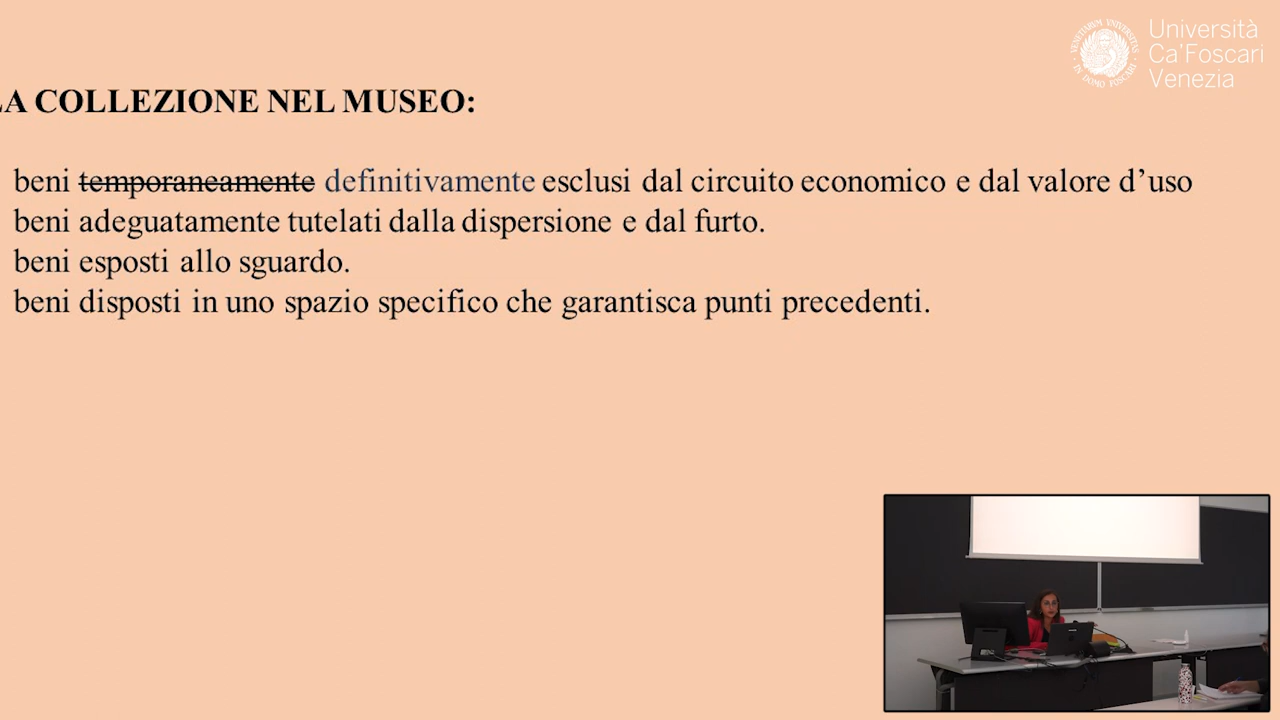 Università
Ca'Foscari
Venezia
LA COLLEZIONE NEL MUSEO:
beni temporaneamente definitivamente esclusi dal circuito economico e dal valore d’uso
beni adeguatamente tutelati dalla dispersione e dal furto.
beni esposti allo sguardo.
beni disposti in uno spazio specifico che garantisca punti precedenti.